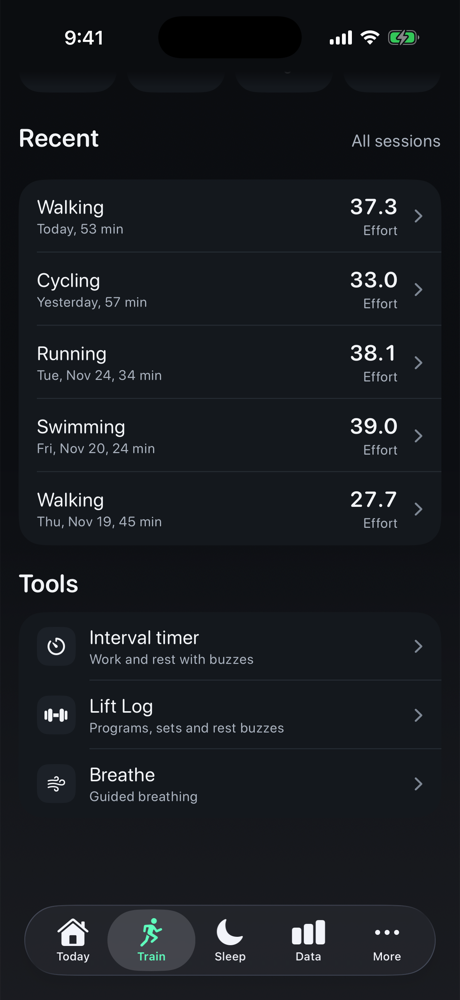 9:41
Recent
All sessions
Walking
37.3
Today, 53 min
Effort
Cycling
33.0
Yesterday, 57 min
Effort
Running
38.1
Tue, Nov 24, 34 min
Effort
Swimming
39.0
Fri, Nov 20, 24 min
Effort
Walking
27.7
Thu, Nov 19, 45 min
Effort
Tools
Interval timer
Work and rest with buzzes
Lift Log
Programs, sets and rest buzzes
Breathe
Guided breathing
Today
Train
Sleep
Data
More